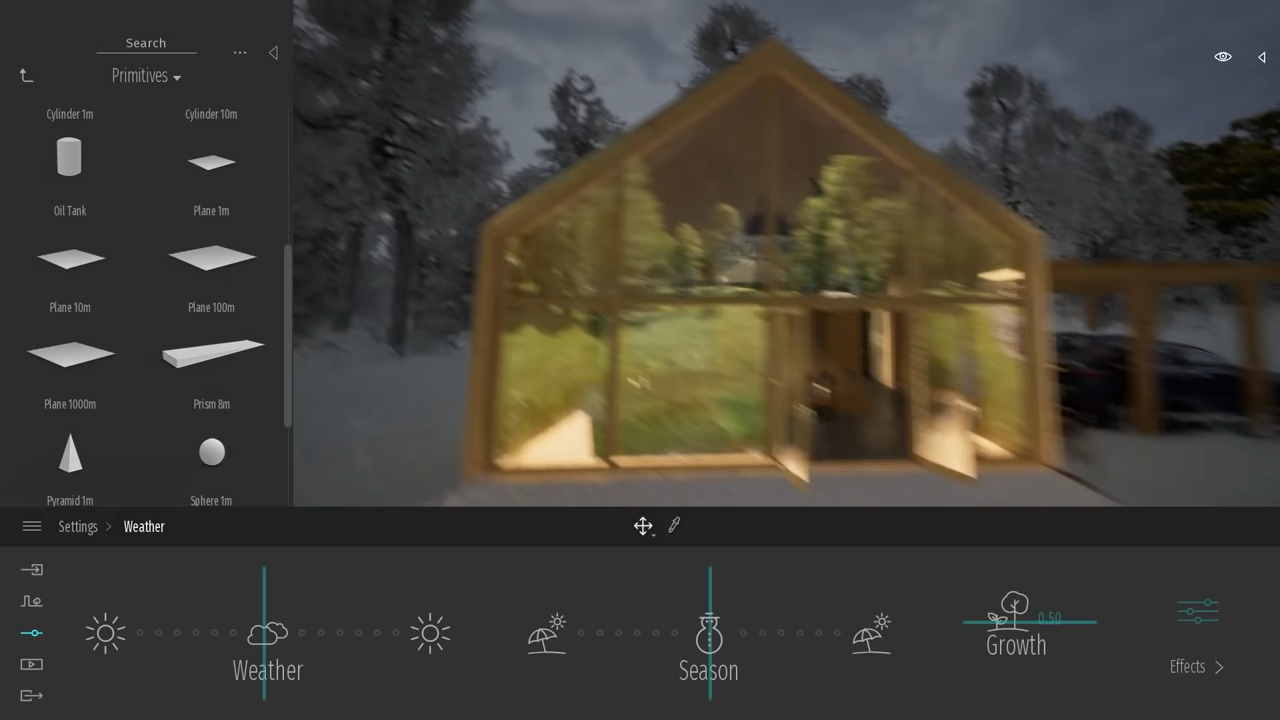 Search
Primitives
Cylinder 1m
Cylinder 10m
Oil Tank
Plane 1m
Plane 10m
Plane 100m
Plane 1000m
Prism 8m
Pyramid 1m
Sphere 1m
Settings > Weather
Weather
Season
0.50
Growth
Effects